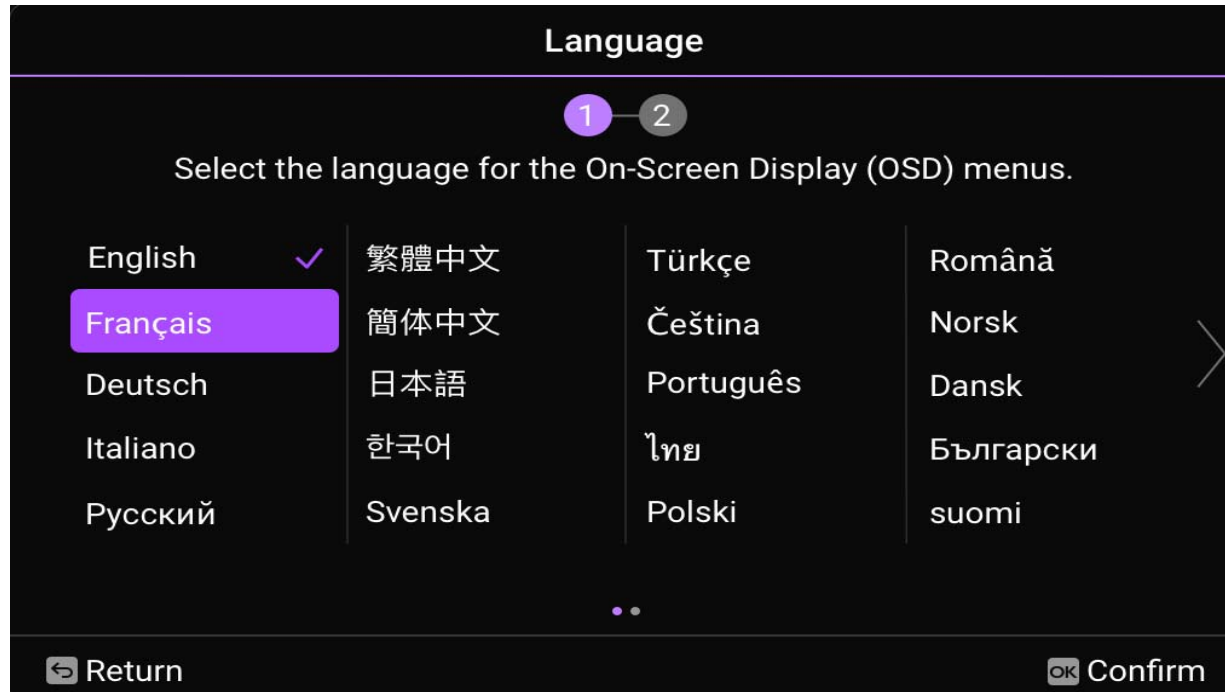 Language
1 2
Select the language for the On-Screen Display (OSD) menus.
English
Français
Deutsch
Italiano
Русский
繁體中文
簡体中文
日本語
한국어
Svenska
Türkçe
Čeština
Português
ไทย
Polski
Română
Norsk
Dansk
Български
suomi
Return
OK Confirm